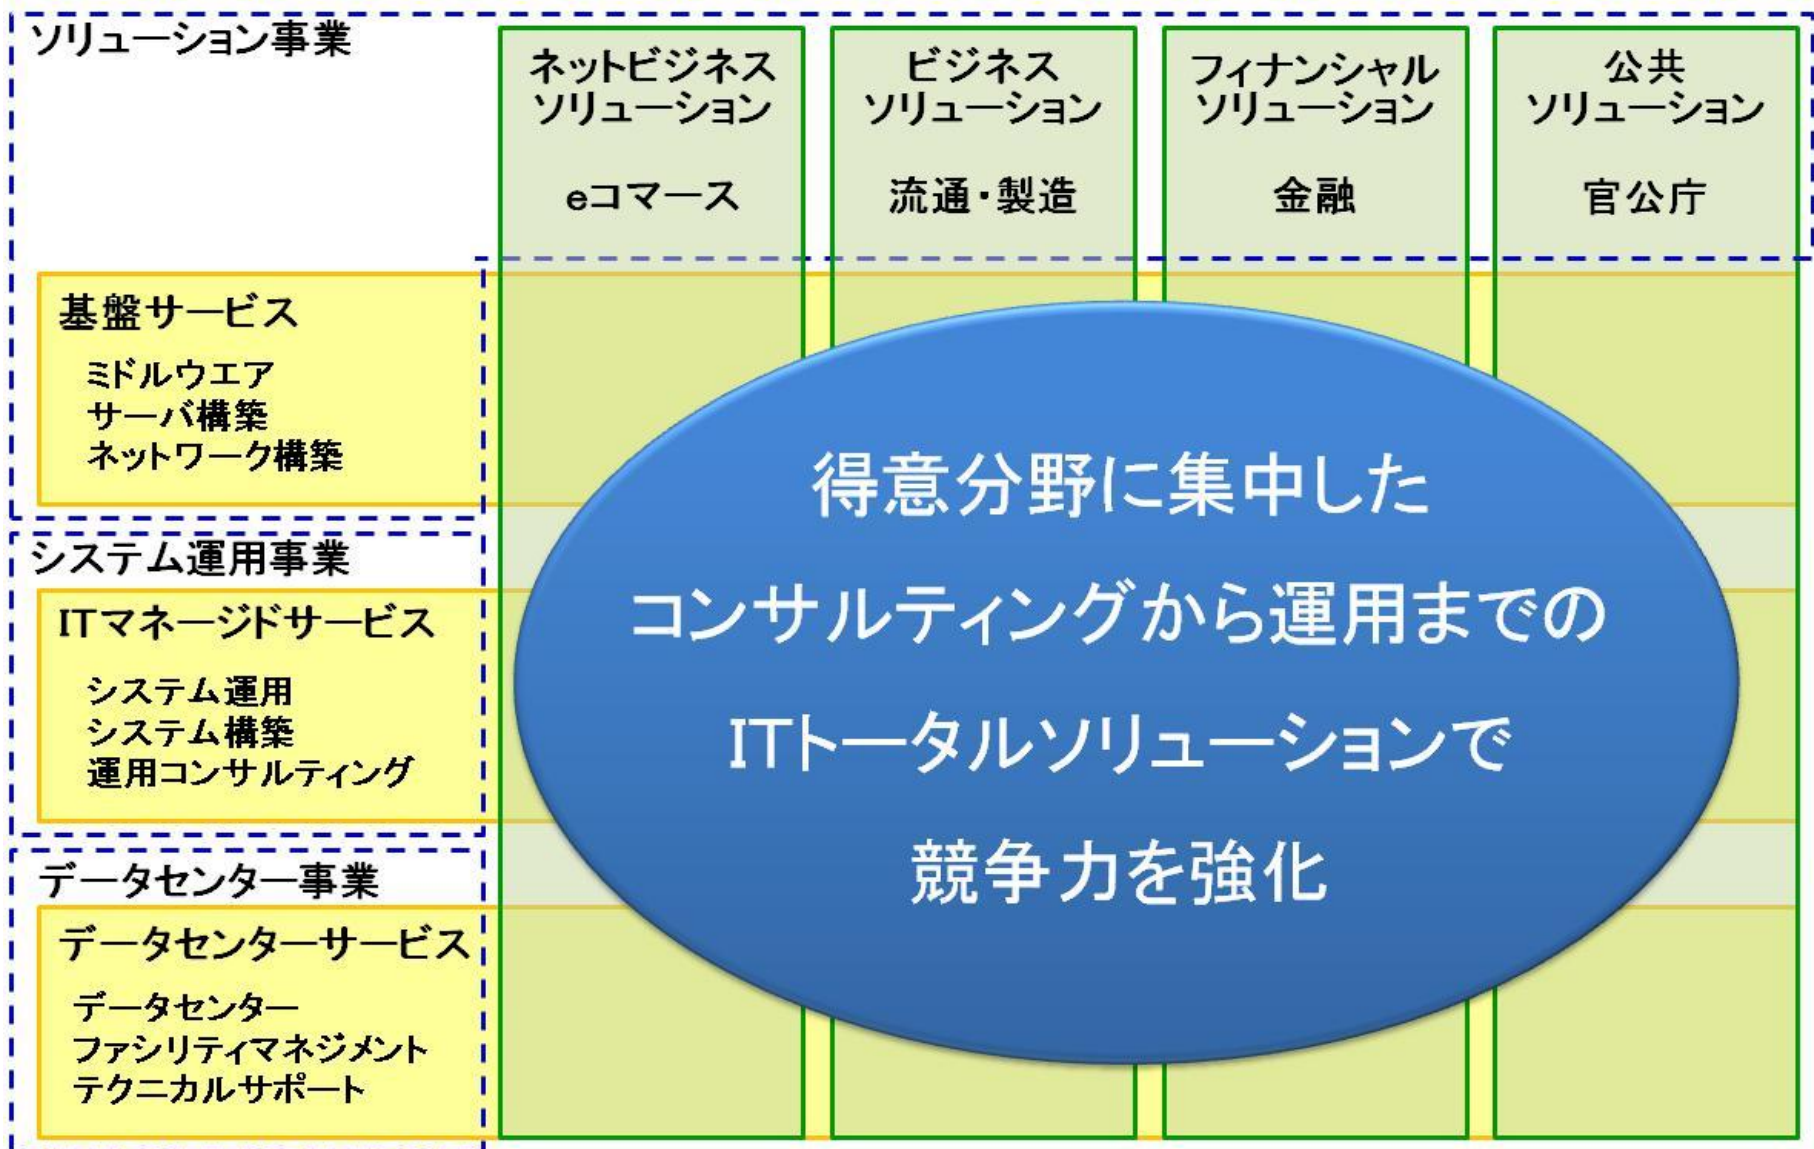 ソリューション事業
ネットビジネス
ソリューション
eコマース
ビジネス
ソリューション
流通・製造
フィナンシャル
ソリューション
金融
公共
ソリューション
官公庁
基盤サービス
ミドルウエア
サーバ構築
ネットワーク構築
システム運用事業
ITマネージドサービス
システム運用
システム構築
運用コンサルティング
データセンター事業
データセンターサービス
データセンター
ファシリティマネジメント
テクニカルサポート
得意分野に集中した
コンサルティングから運用までの
ITトータルソリューションで
競争力を強化